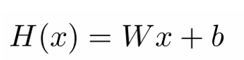 H(x) = Wx + b